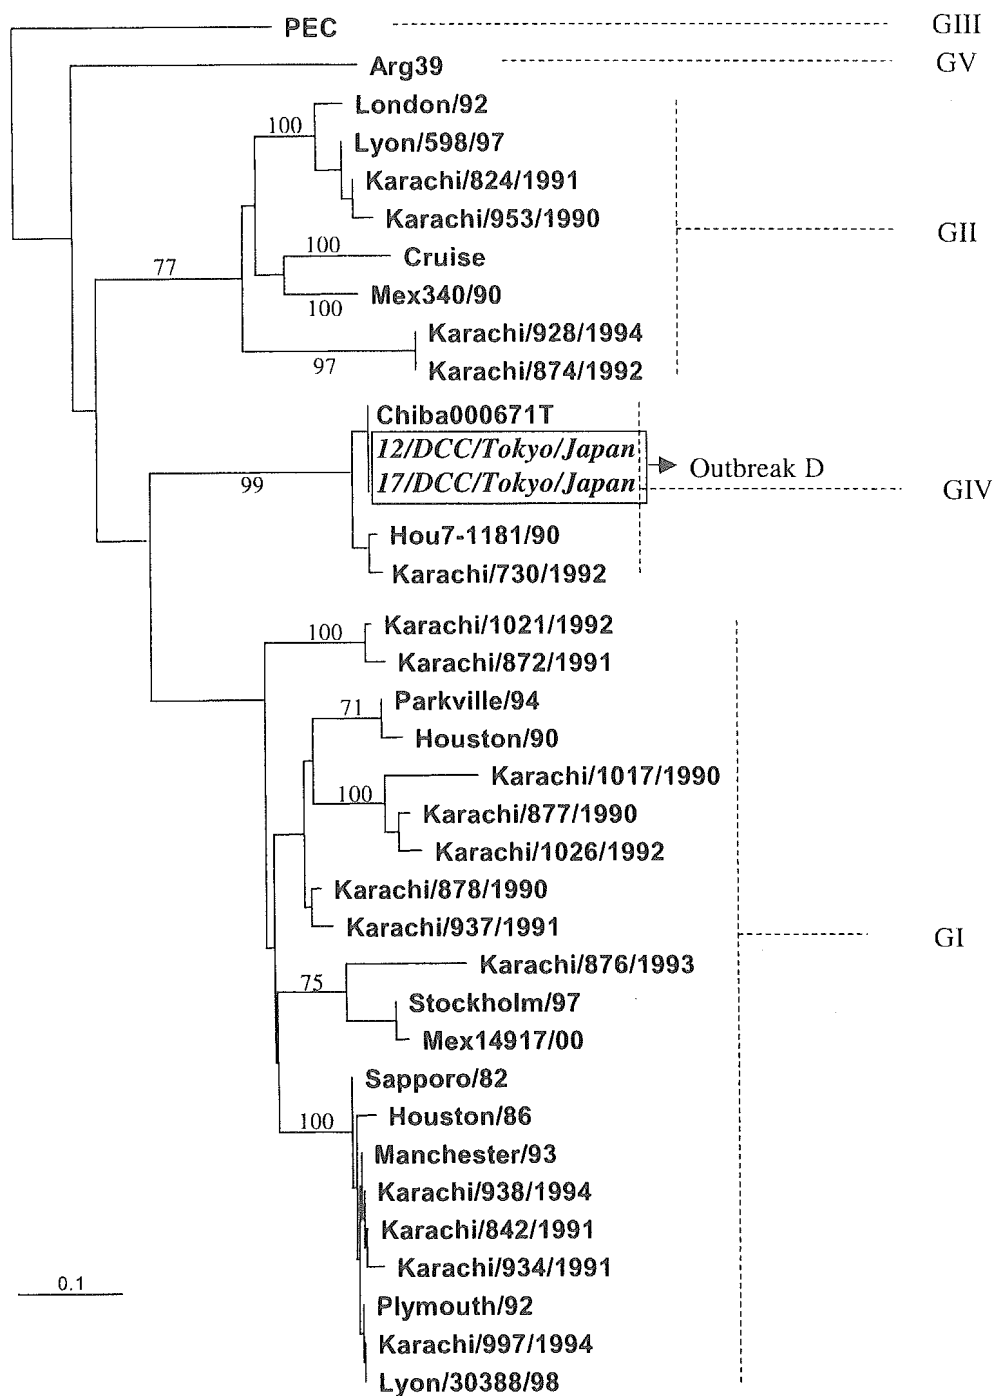 PEC GIII
Arg39 GV
London/92
100
Lyon/598/97
Karachi/824/1991
Karachi/953/1990
GII
100
Cruise
77
Mex340/90
100
Karachi/928/1994
97
Karachi/874/1992
Chiba000671T
12/DCC/Tokyo/Japan
Outbreak D
17/DCC/Tokyo/Japan
99
GIV
Hou7-1181/90
Karachi/730/1992
Karachi/1021/1992
100
Karachi/872/1991
Parkville/94
71
Houston/90
Karachi/1017/1990
100
Karachi/877/1990
Karachi/1026/1992
Karachi/878/1990
Karachi/937/1991
GI
Karachi/876/1993
75
Stockholm/97
Mex14917/00
Sapporo/82
100
Houston/86
Manchester/93
Karachi/938/1994
Karachi/842/1991
Karachi/934/1991
0.1
Plymouth/92
Karachi/997/1994
Lyon/30388/98